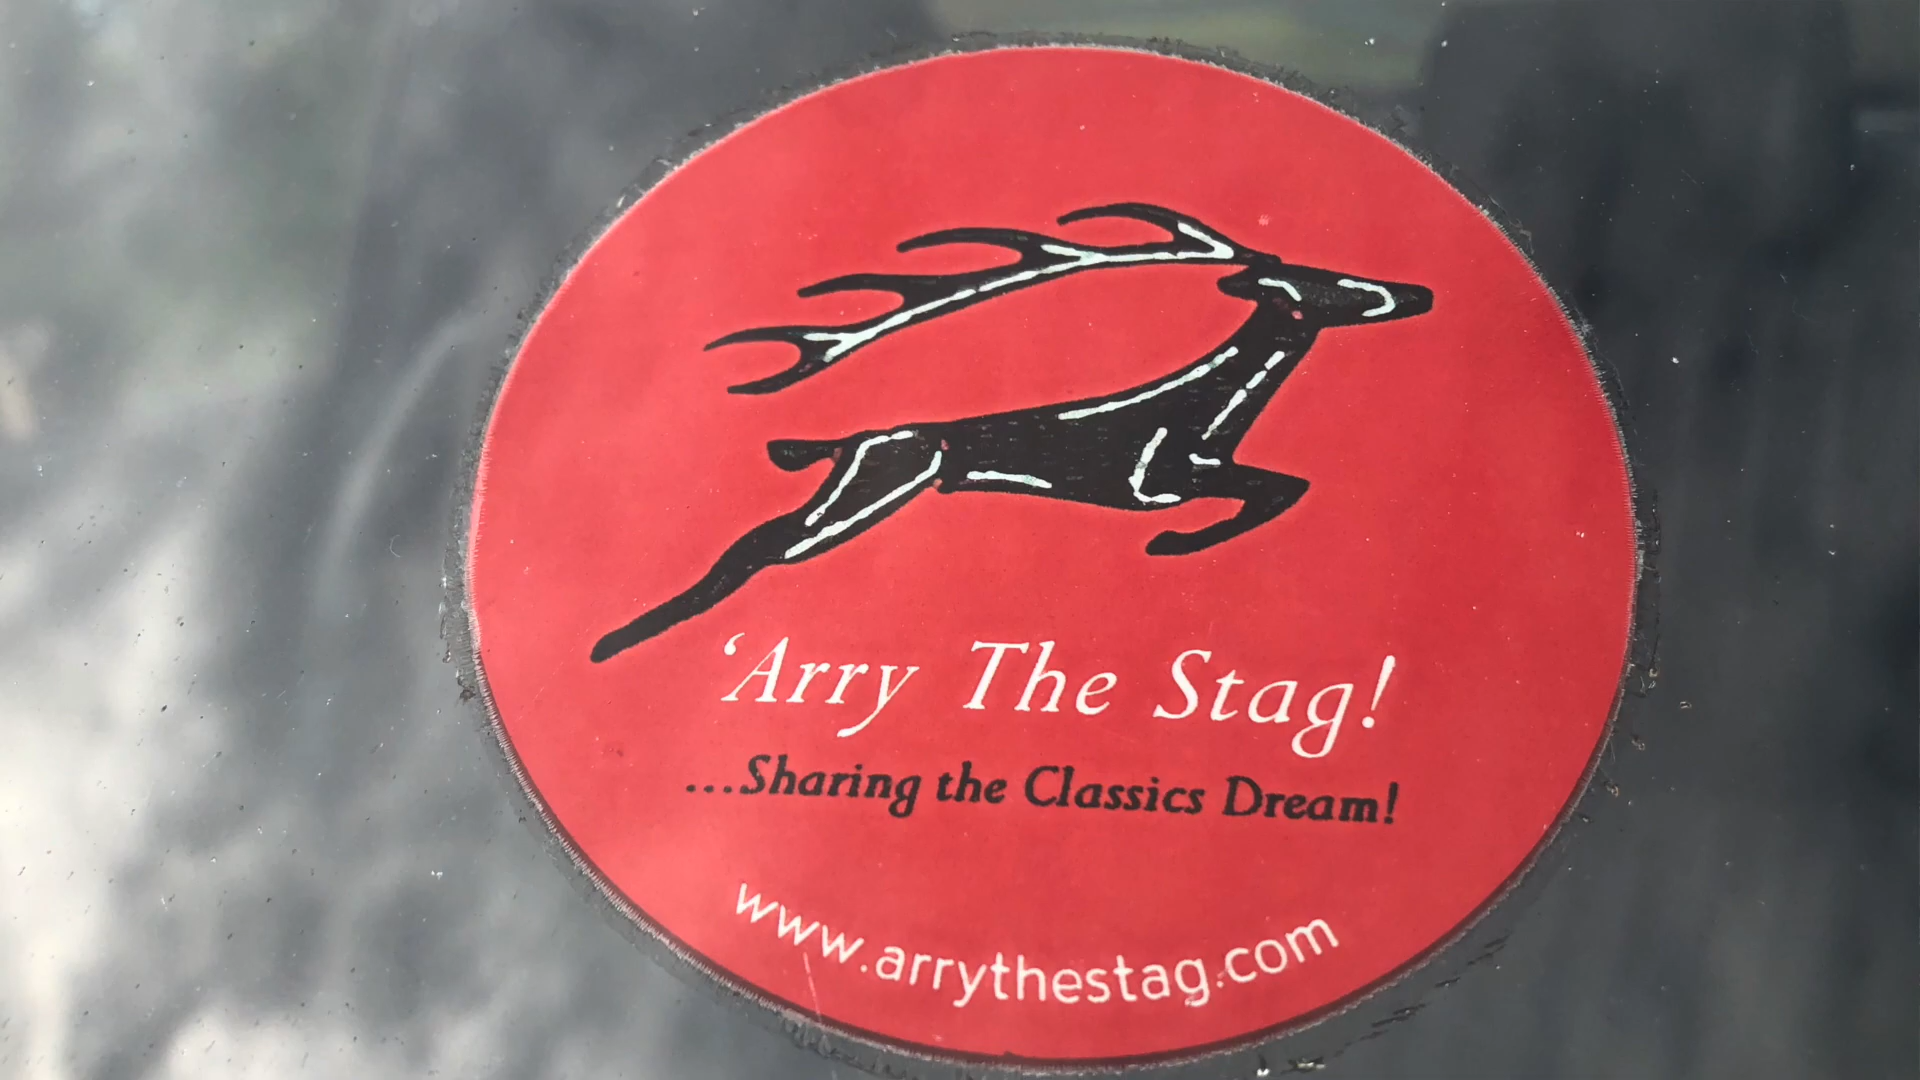 ‘Arry The Stag!
...Sharing the Classics Dream!
www.arrythestag.com